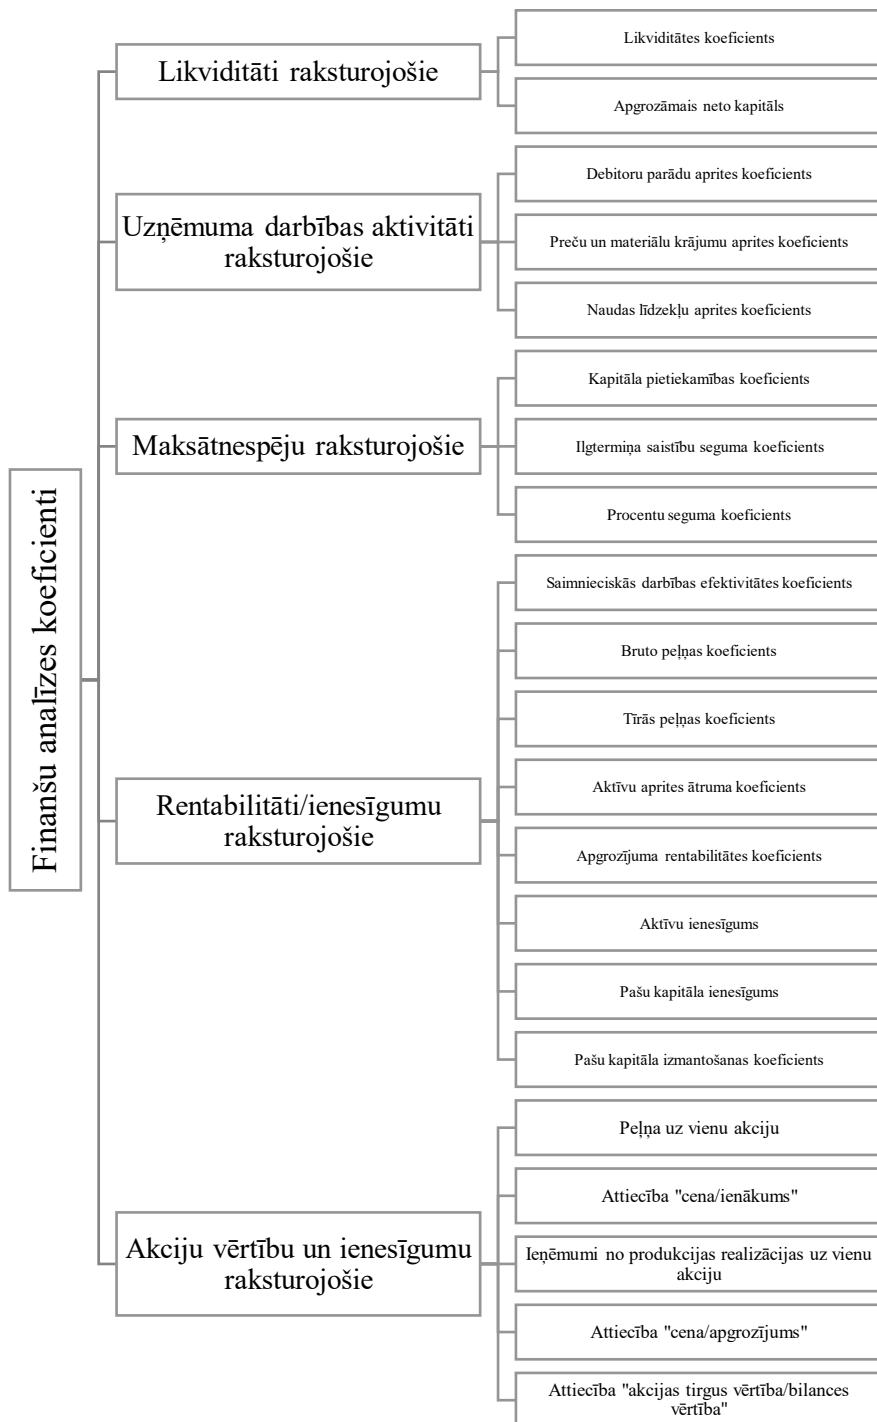 Finanšu analīzes koeficienti
Likviditāti raksturojošie
Likviditātes koeficients
Apgrozāmais neto kapitāls
Uzņēmuma darbības aktivitāti
raksturojošie
Debitoru parādu aprites koeficients
Preču un materiālu krājumu aprites koeficients
Naudas līdzekļu aprites koeficients
Maksātnespēju raksturojošie
Kapitāla pietiekamības koeficients
Ilgtermiņa saistību seguma koeficients
Procentu seguma koeficients
Rentabilitāti/ienesīgumu
raksturojošie
Saimnieciskās darbības efektivitātes koeficients
Bruto peļņas koeficients
Tīrās peļņas koeficients
Aktīvu aprites ātruma koeficients
Apgrozījuma rentabilitātes koeficients
Aktīvu ienesīgums
Pašu kapitāla ienesīgums
Pašu kapitāla izmantošanas koeficients
Akciju vērtību un ienesīgumu
raksturojošie
Peļņa uz vienu akciju
Attiecība "cena/ienākums"
Ieņēmumi no produkcijas realizācijas uz vienu
akciju
Attiecība "cena/apgrozījums"
Attiecība "akcijas tirgus vērtība/bilances
vērtība"